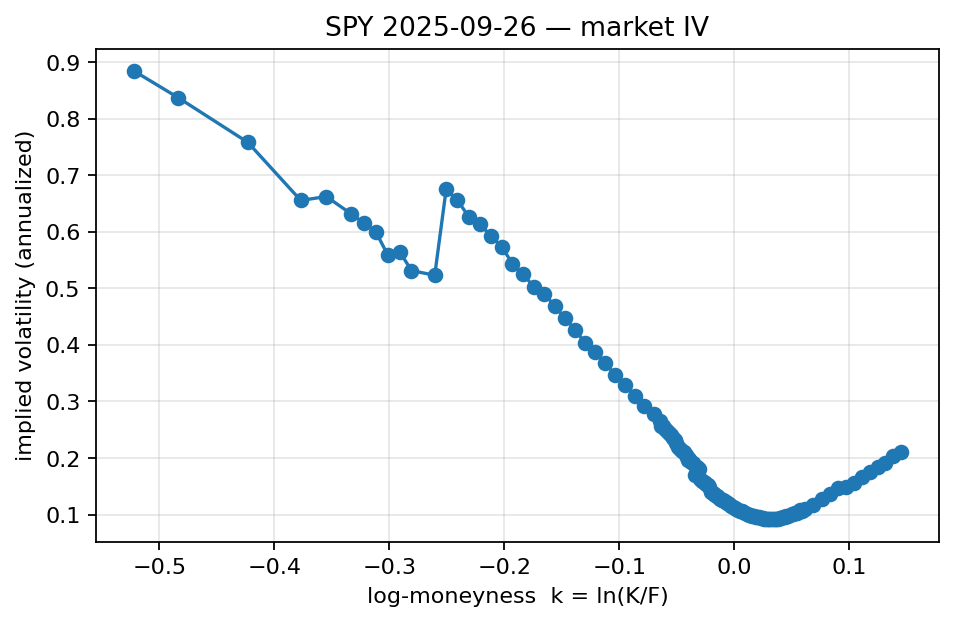 SPY 2025-09-26 — market IV
implied volatility (annualized)
0.9
0.8
0.7
0.6
0.5
0.4
0.3
0.2
0.1
−0.5 −0.4 −0.3 −0.2 −0.1 0.0 0.1
log-moneyness k = ln(K/F)